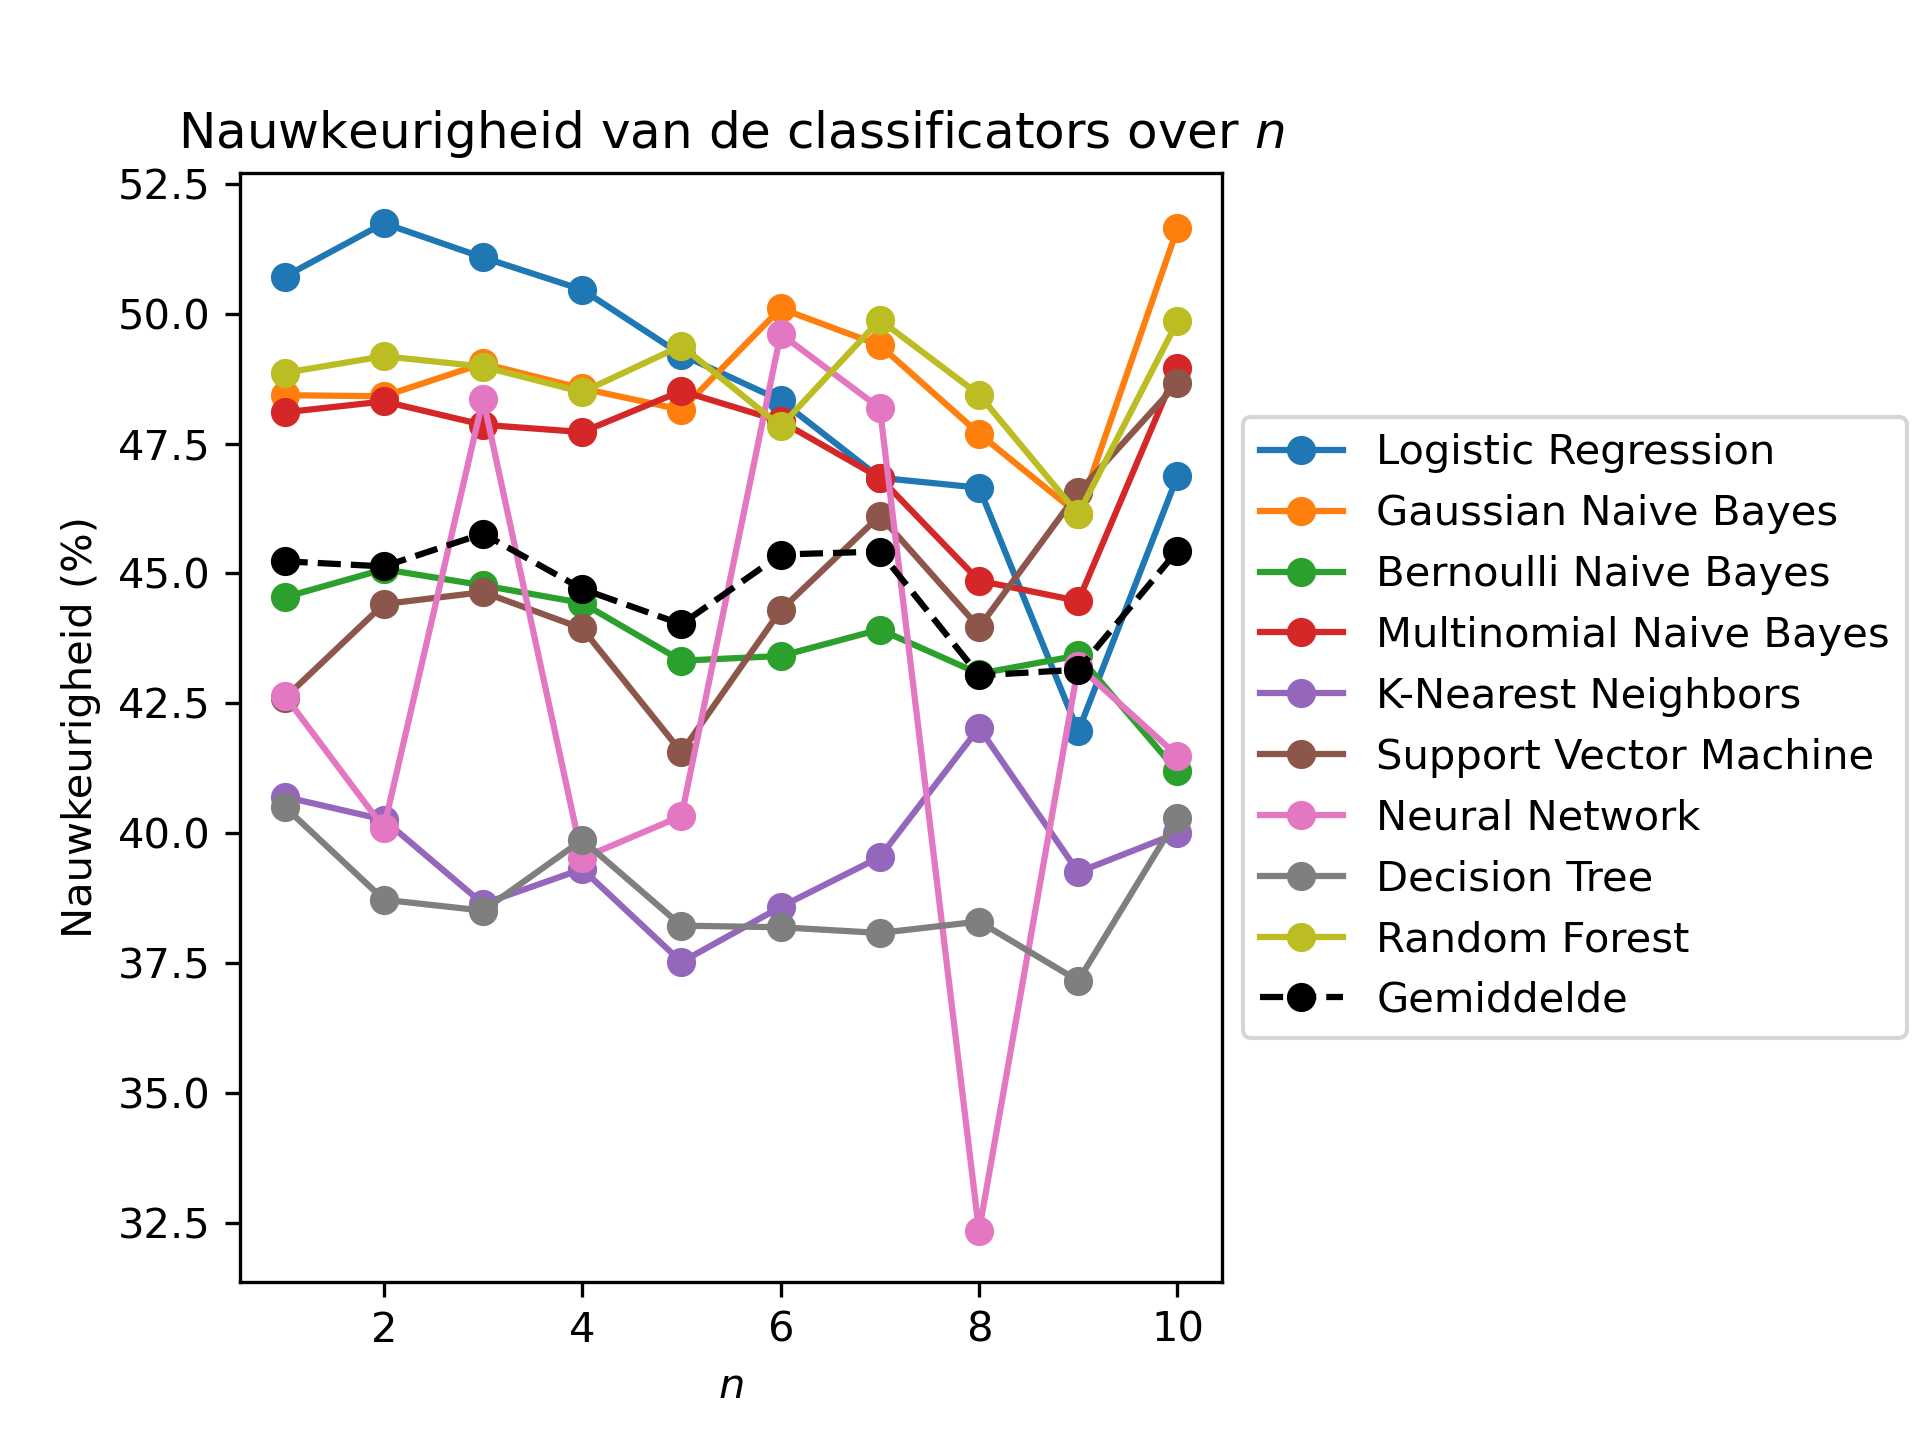 Nauwkeurigheid van de classificators over n
52.5
50.0
47.5
45.0
42.5
40.0
37.5
35.0
32.5
Nauwkeurigheid (%)
2 4 6 8 10
n
Logistic Regression
Gaussian Naive Bayes
Bernoulli Naive Bayes
Multinomial Naive Bayes
K-Nearest Neighbors
Support Vector Machine
Neural Network
Decision Tree
Random Forest
Gemiddelde